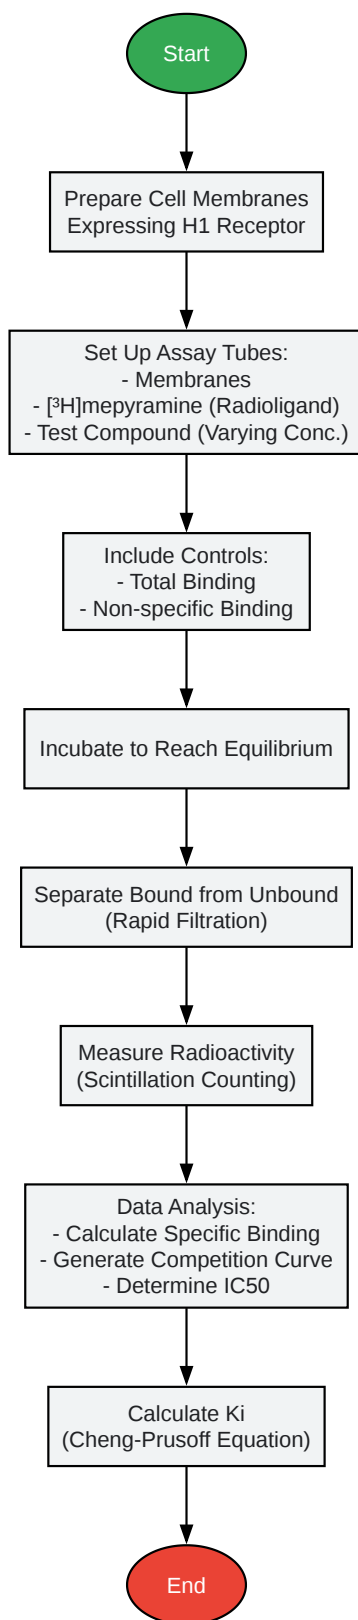 Start
Prepare Cell Membranes
Expressing H1 Receptor
Set Up Assay Tubes:
- Membranes
- [³H]mepyramine (Radioligand)
- Test Compound (Varying Conc.)
Include Controls:
- Total Binding
- Non-specific Binding
Incubate to Reach Equilibrium
Separate Bound from Unbound
(Rapid Filtration)
Measure Radioactivity
(Scintillation Counting)
Data Analysis:
- Calculate Specific Binding
- Generate Competition Curve
- Determine IC50
Calculate Ki
(Cheng-Prusoff Equation)
End